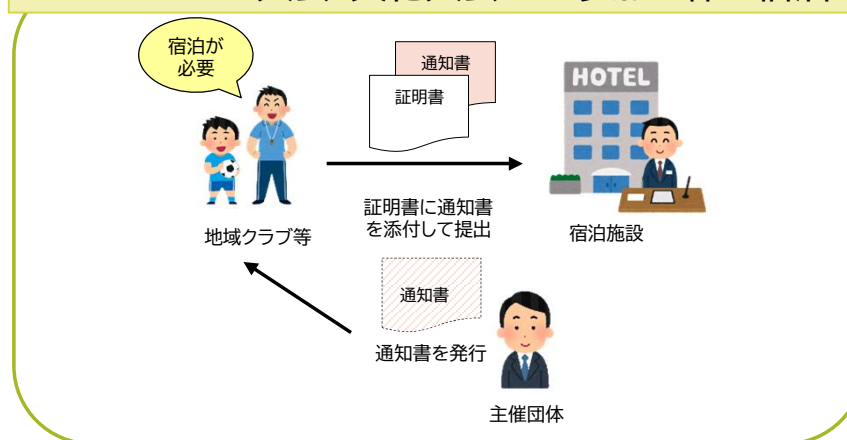 宿泊が
必要
通知書
証明書
HOTEL
証明書に通知書
を添付して提出
地域クラブ等
宿泊施設
通知書
通知書を発行
主催団体